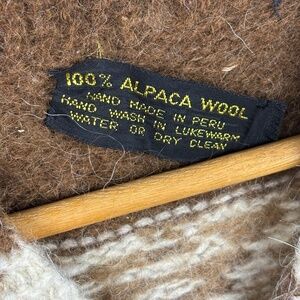 100% ALPACA WOOL
HAND MADE IN PERU
HAND WASH IN LUKEWARM
WATER OR DRY CLEAN